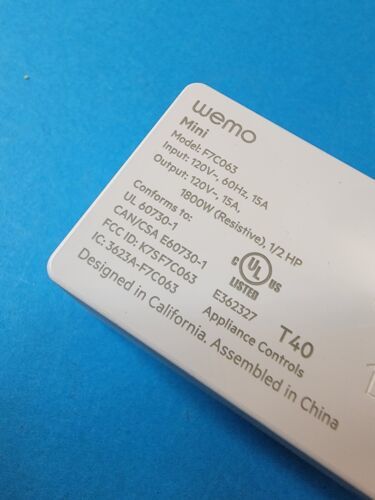 wemo
Mini
Model: F7C063
Input: 120V~, 60Hz, 15A
Output: 120V~, 15A,
1800W (Resistive), 1/2 HP
Conforms to:
UL 60730-1
CAN/CSA E60730-1
FCC ID: K7SF7C063
IC: 3623A-F7C063
C UL US
LISTED
E362327
Appliance Controls
T40
Designed in California. Assembled in China